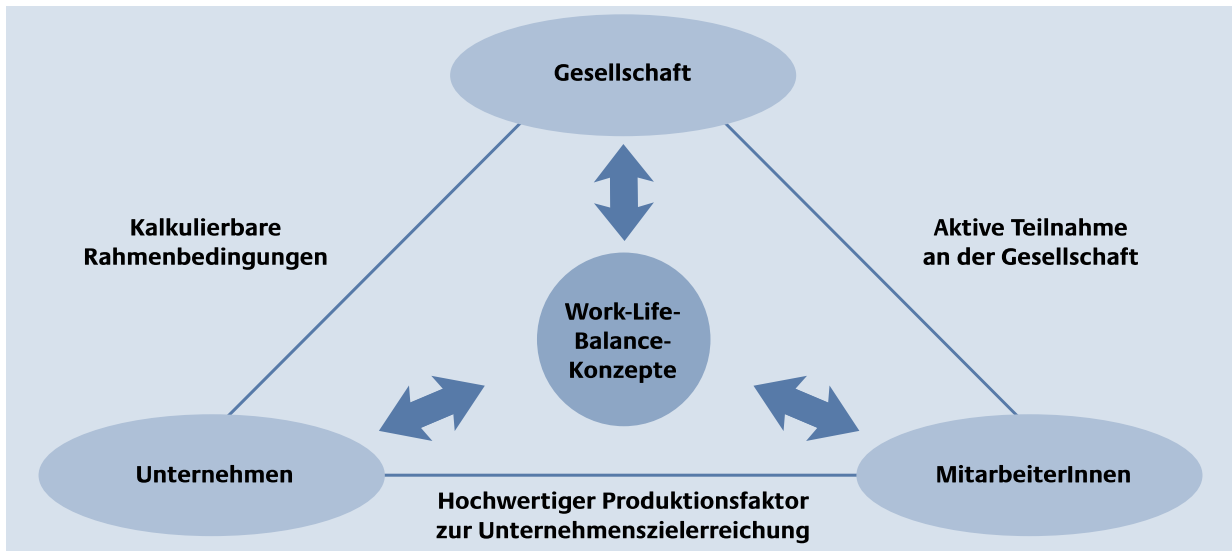 Gesellschaft
Kalkulierbare
Rahmenbedingungen
Aktive Teilnahme
an der Gesellschaft
Work-Life-
Balance-
Konzepte
Unternehmen
MitarbeiterInnen
Hochwertiger Produktionsfaktor
zur Unternehmenszielerreichung